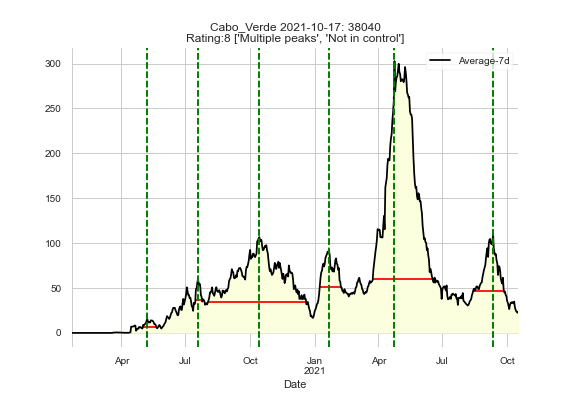 Cabo_Verde 2021-10-17: 38040
Rating:8 ['Multiple peaks', 'Not in control']
Average-7d
300
250
200
150
100
50
0
Apr
Jul
Oct
Jan
2021
Apr
Jul
Oct
Date